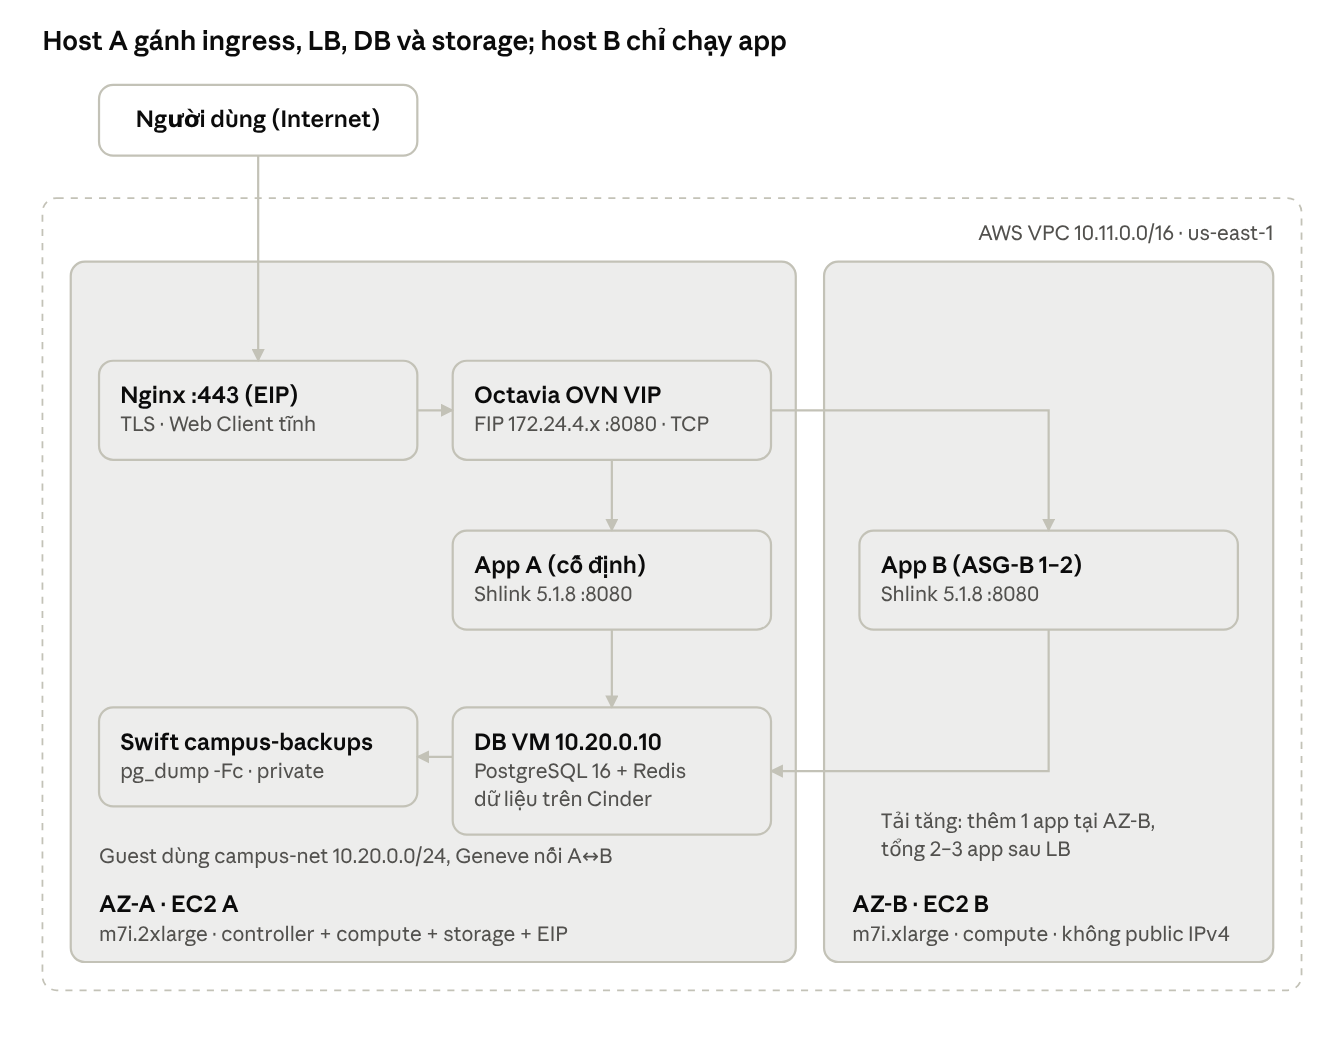 Host A gánh ingress, LB, DB và storage; host B chỉ chạy app
Người dùng (Internet)
AWS VPC 10.11.0.0/16 · us-east-1
Nginx :443 (EIP)
TLS · Web Client tĩnh
Octavia OVN VIP
FIP 172.24.4.x :8080 · TCP
App A (cố định)
Shlink 5.1.8 :8080
App B (ASG-B 1–2)
Shlink 5.1.8 :8080
Swift campus-backups
pg_dump -Fc · private
DB VM 10.20.0.10
PostgreSQL 16 + Redis
dữ liệu trên Cinder
Tải tăng: thêm 1 app tại AZ-B,
tổng 2–3 app sau LB
Guest dùng campus-net 10.20.0.0/24, Geneve nối A↔B
AZ-A · EC2 A
m7i.2xlarge · controller + compute + storage + EIP
AZ-B · EC2 B
m7i.xlarge · compute · không public IPv4